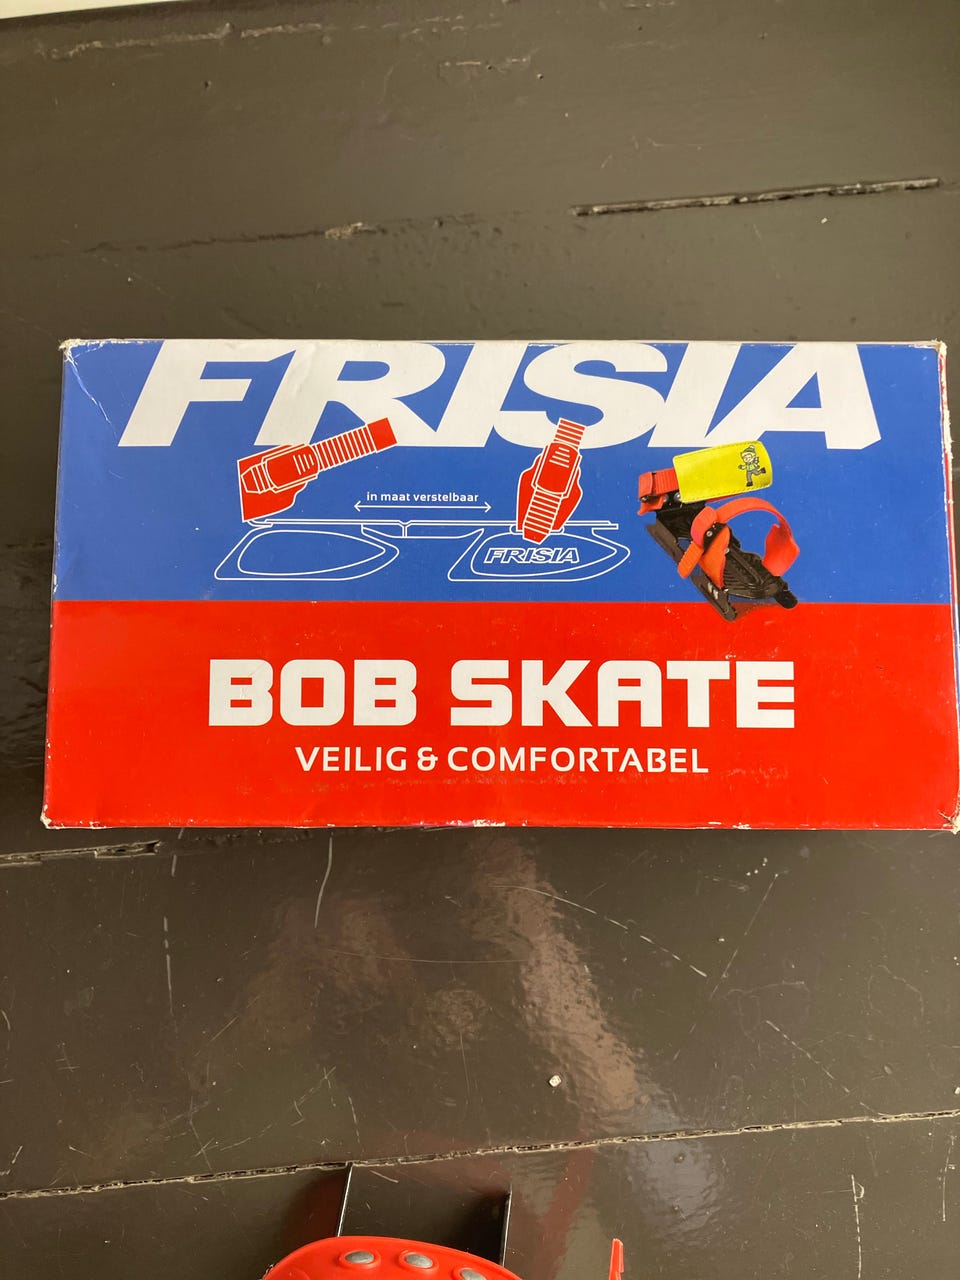 FRISIA
in maat verstelbaar
FRISIA
BOB SKATE
VEILIG & COMFORTABEL